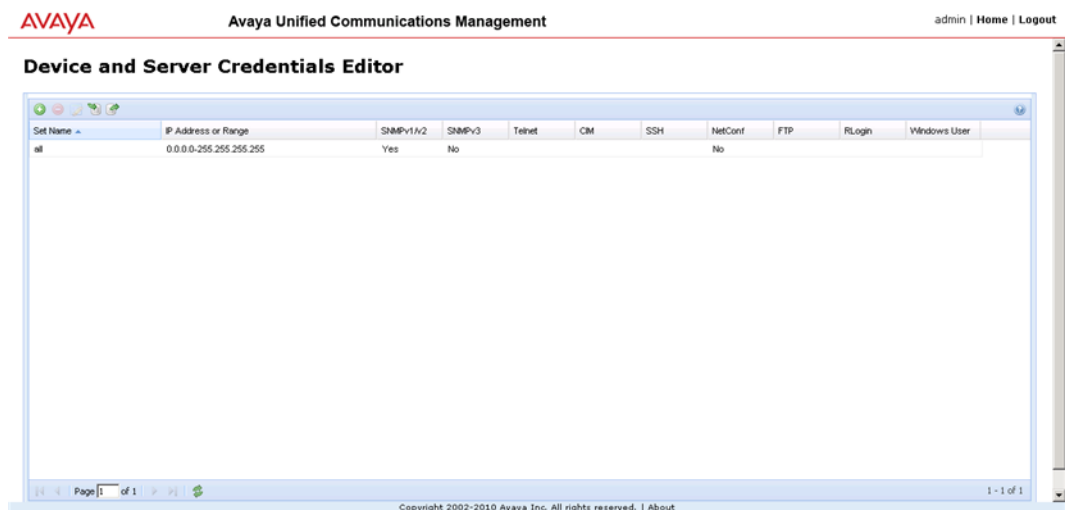 AVAYA Avaya Unified Communications Management admin | Home | Logout
Device and Server Credentials Editor
Set Name IP Address or Range SNMPv1/v2 SNMPv3 Telnet CIM SSH NetConf FTP RLogin Windows User
all 0.0.0.0-255.255.255.255 Yes No No
Page 1 of 1 1 - 1 of 1
Copyright 2002-2010 Avaya Inc. All rights reserved. | About